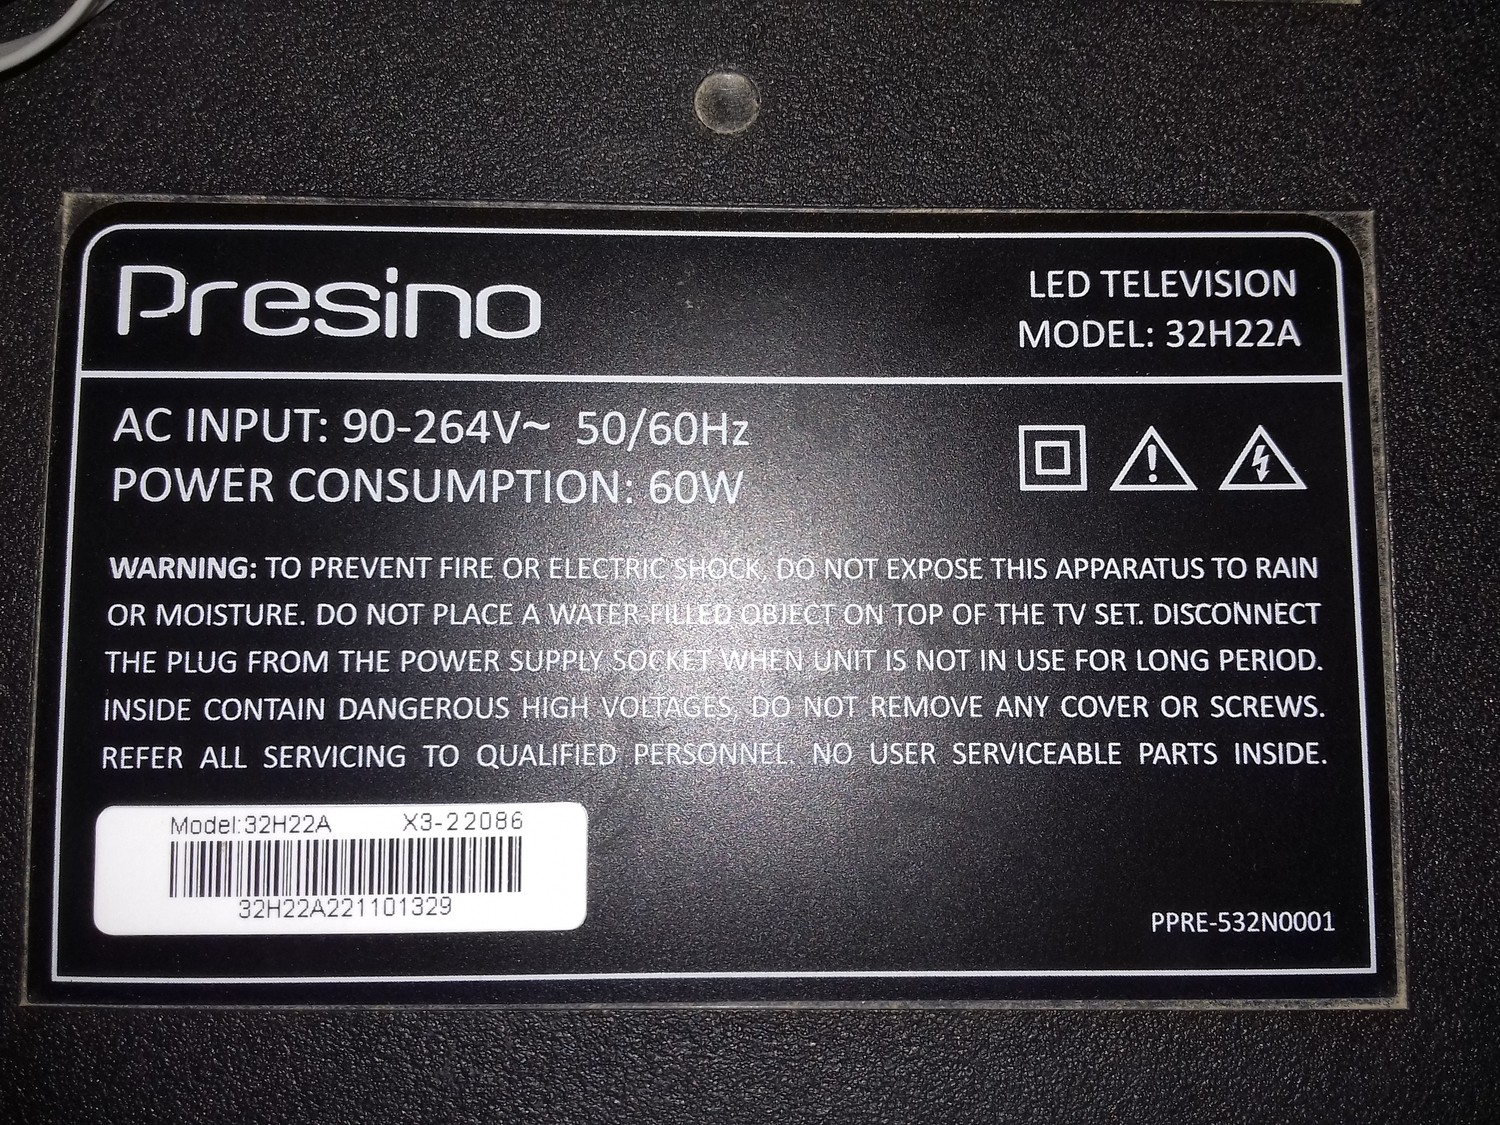 Presino
LED TELEVISION
MODEL: 32H22A
AC INPUT: 90-264V~ 50/60Hz
POWER CONSUMPTION: 60W
WARNING: TO PREVENT FIRE OR ELECTRIC SHOCK, DO NOT EXPOSE THIS APPARATUS TO RAIN
OR MOISTURE. DO NOT PLACE A WATER-FILLED OBJECT ON TOP OF THE TV SET. DISCONNECT
THE PLUG FROM THE POWER SUPPLY SOCKET WHEN UNIT IS NOT IN USE FOR LONG PERIOD.
INSIDE CONTAIN DANGEROUS HIGH VOLTAGES, DO NOT REMOVE ANY COVER OR SCREWS.
REFER ALL SERVICING TO QUALIFIED PERSONNEL. NO USER SERVICEABLE PARTS INSIDE.
Model:32H22A X3-22086
32H22A221101329
PPRE-532N0001